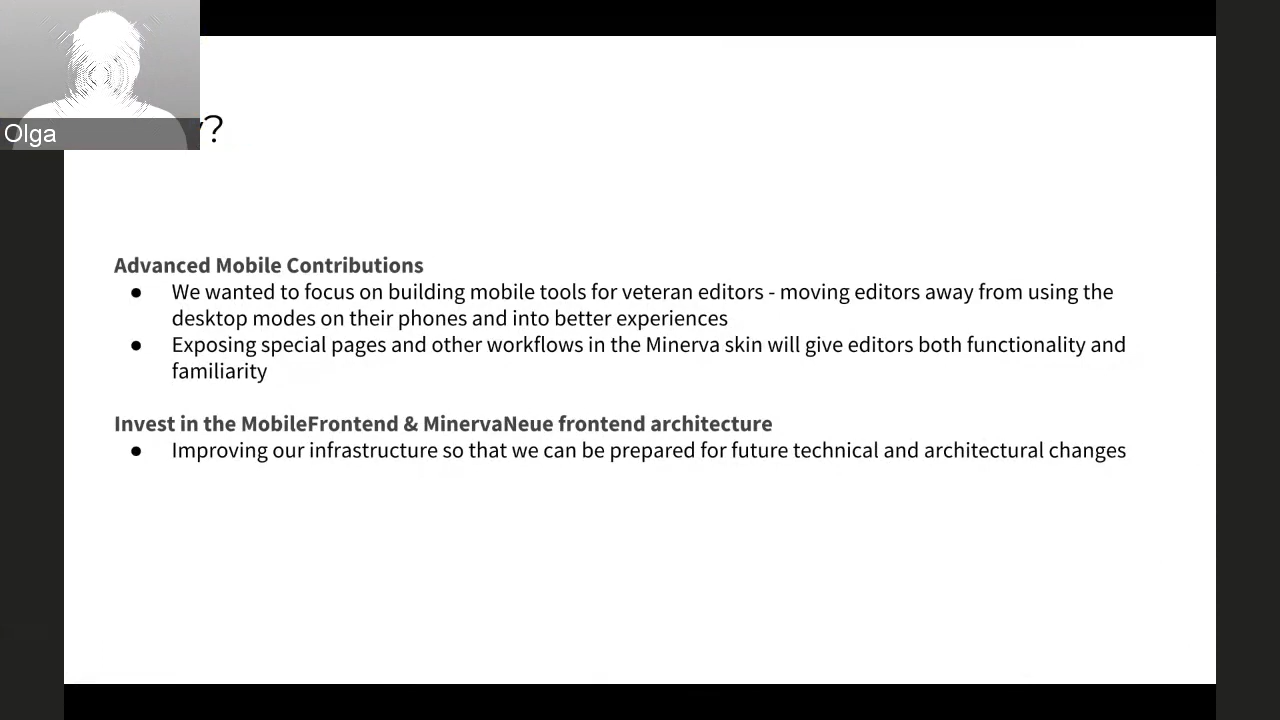 Olga
Advanced Mobile Contributions
● We wanted to focus on building mobile tools for veteran editors - moving editors away from using the
desktop modes on their phones and into better experiences
● Exposing special pages and other workflows in the Minerva skin will give editors both functionality and
familiarity
Invest in the MobileFrontend & MinervaNeue frontend architecture
● Improving our infrastructure so that we can be prepared for future technical and architectural changes